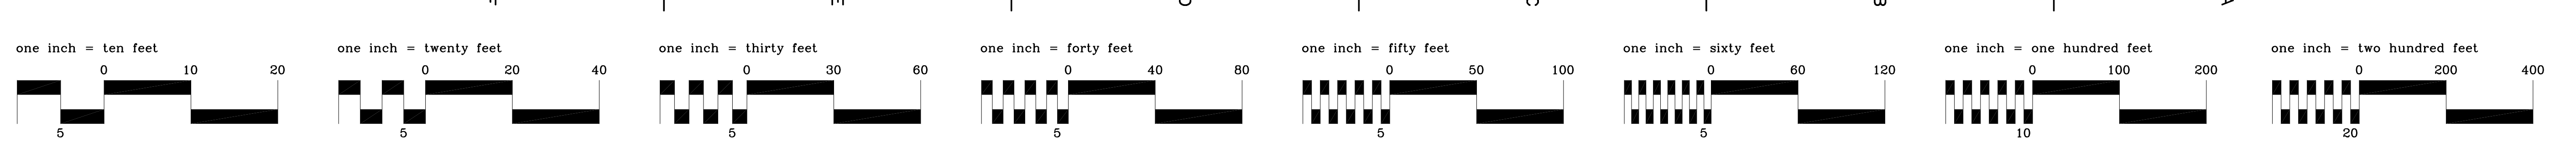 one inch = ten feet
0 10 20
5
one inch = twenty feet
0 20 40
5
one inch = thirty feet
0 30 60
5
one inch = forty feet
0 40 80
5
one inch = fifty feet
0 50 100
5
one inch = sixty feet
0 60 120
5
one inch = one hundred feet
0 100 200
10
one inch = two hundred feet
0 200 400
20